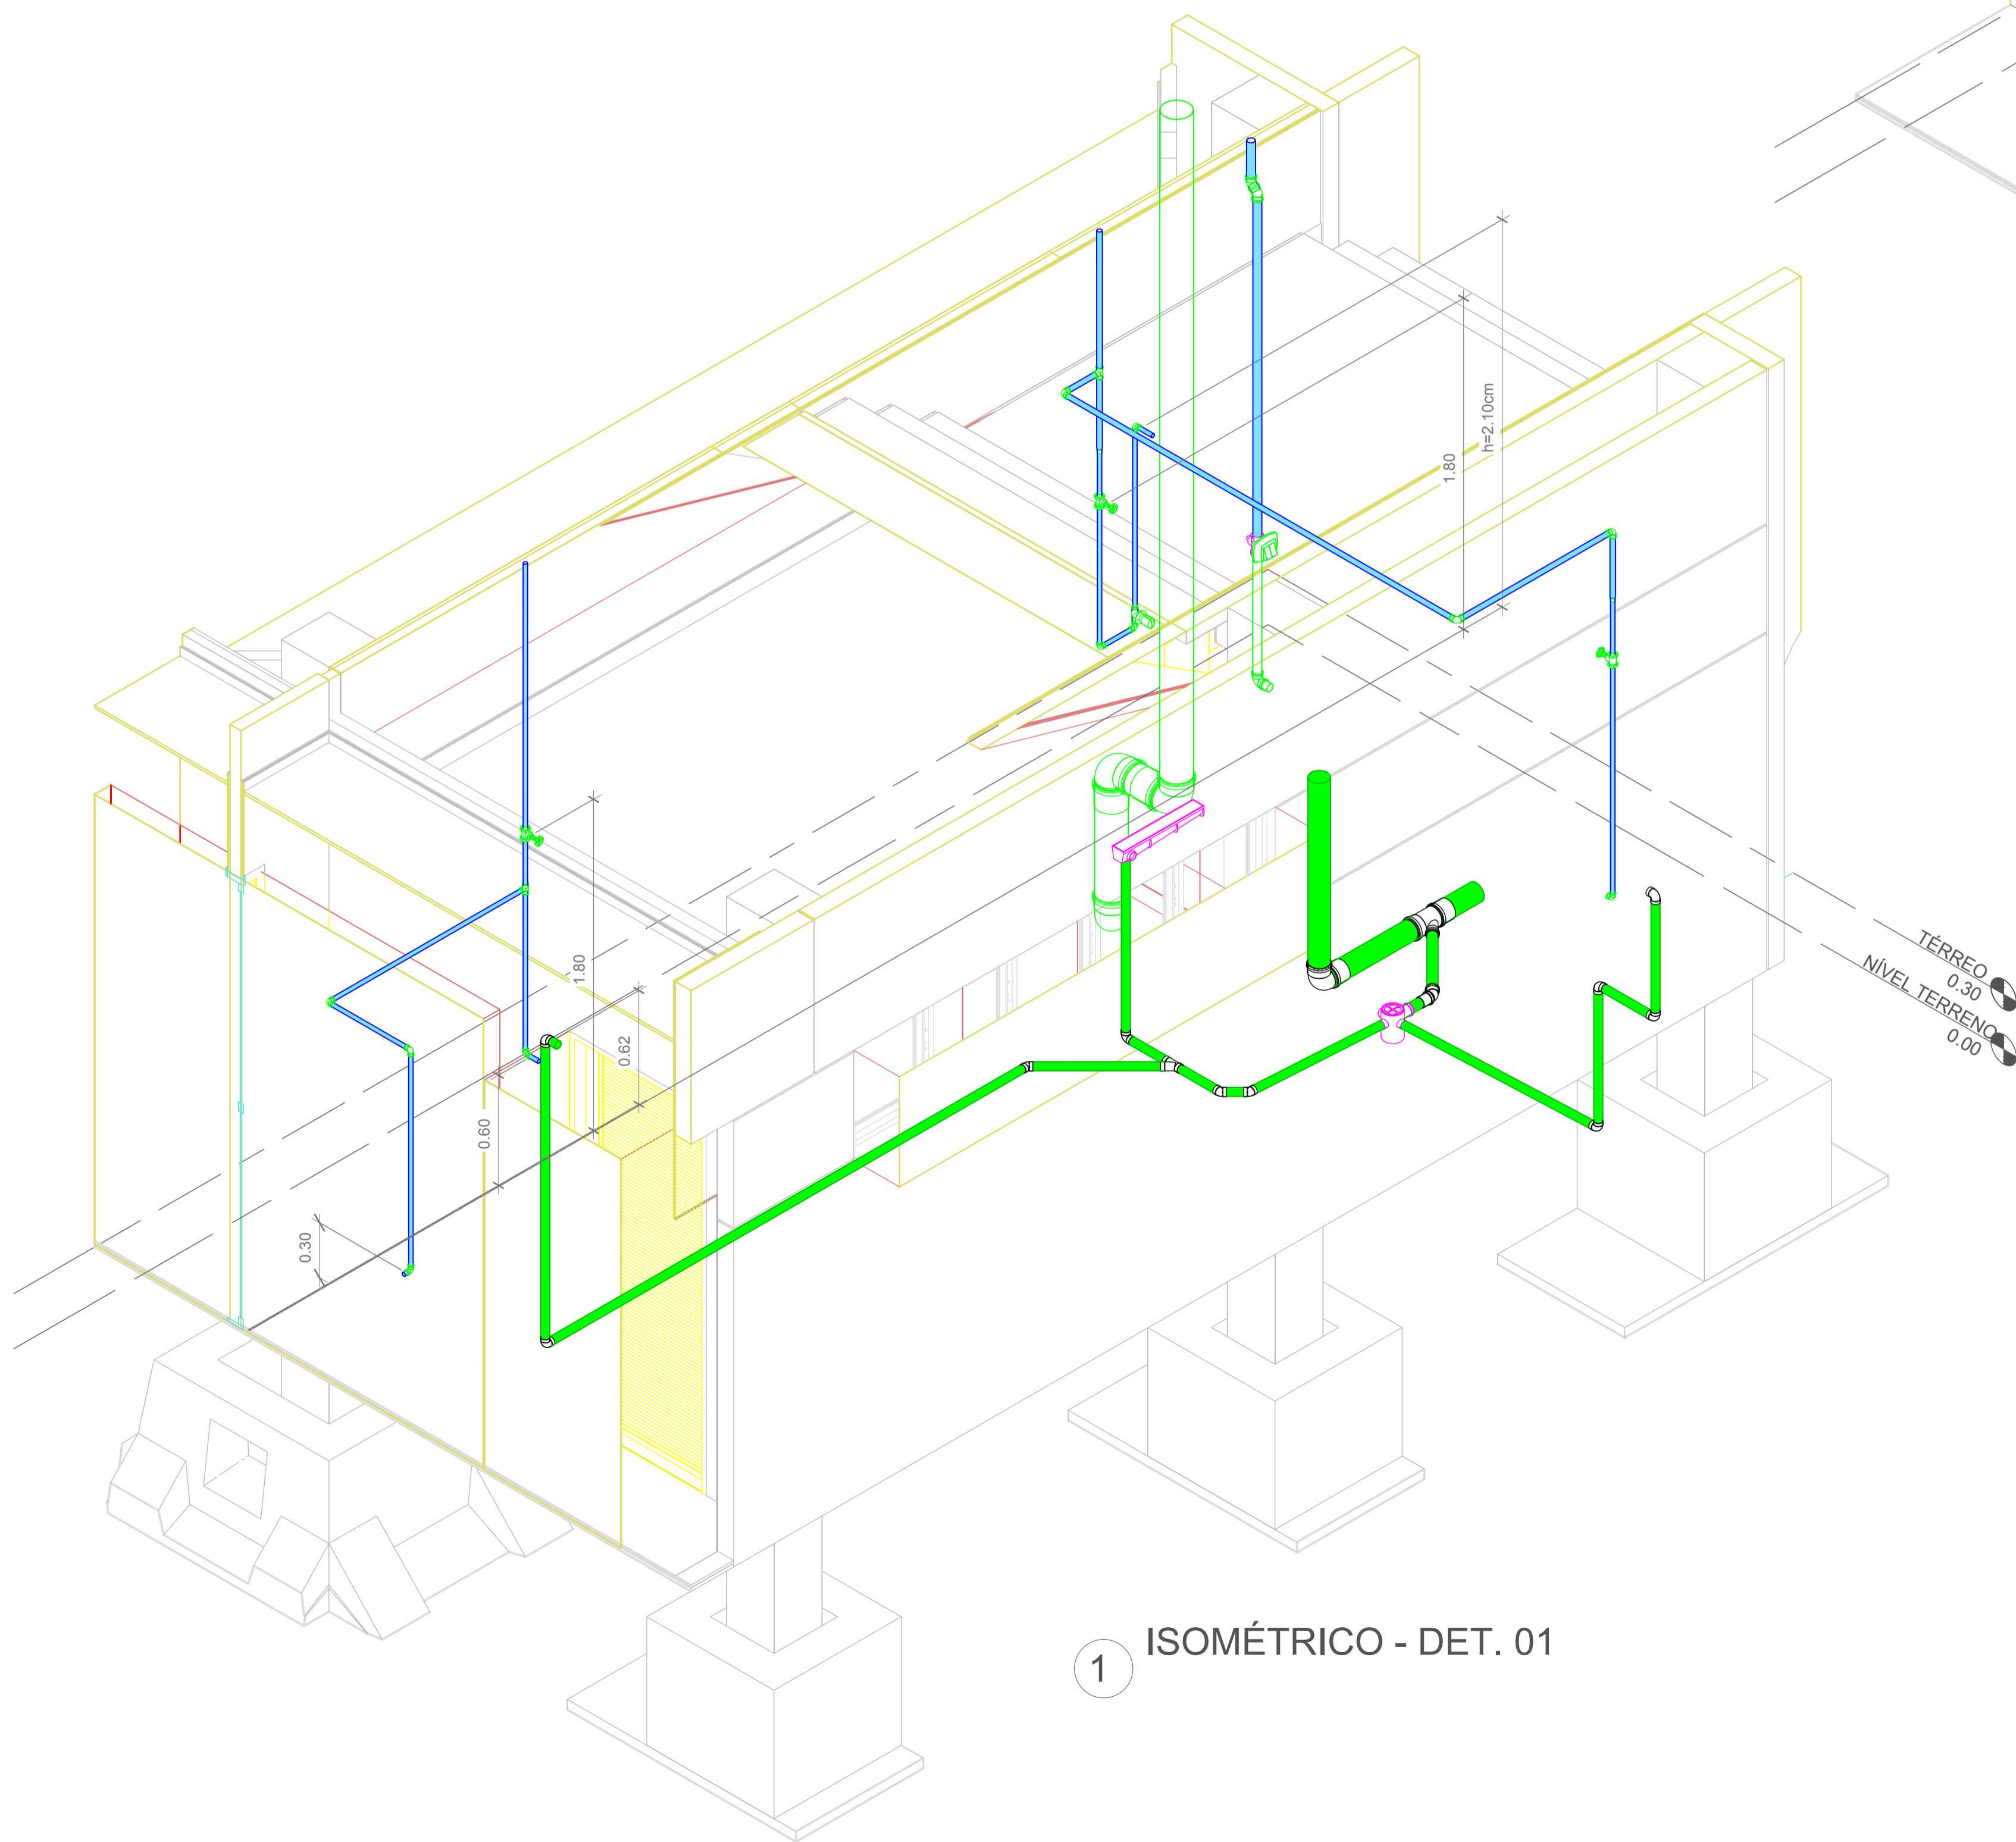 h=2.10cm
1.80
1.80
0.62
0.60
0.30
TÉRREO
0.30
NÍVEL TERRENO
0.00
1
ISOMÉTRICO - DET. 01